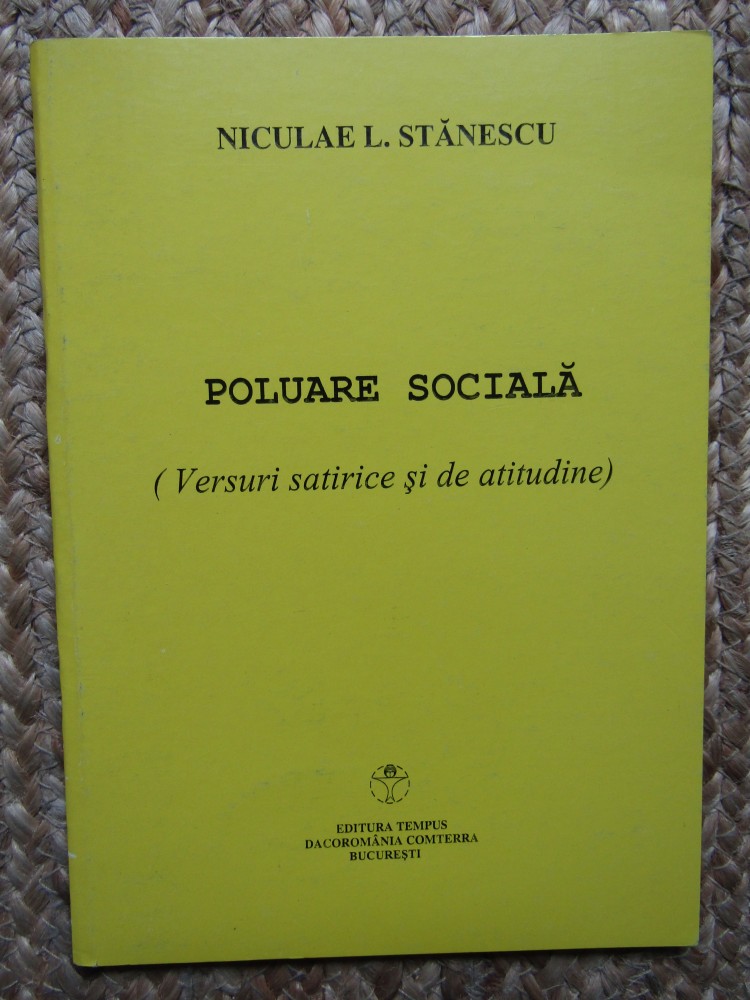 NICULAE L. STĂNESCU
POLUARE SOCIALĂ
( Versuri satirice şi de atitudine)
EDITURA TEMPUS
DACOROMÂNIA COMTERRA
BUCUREŞTI